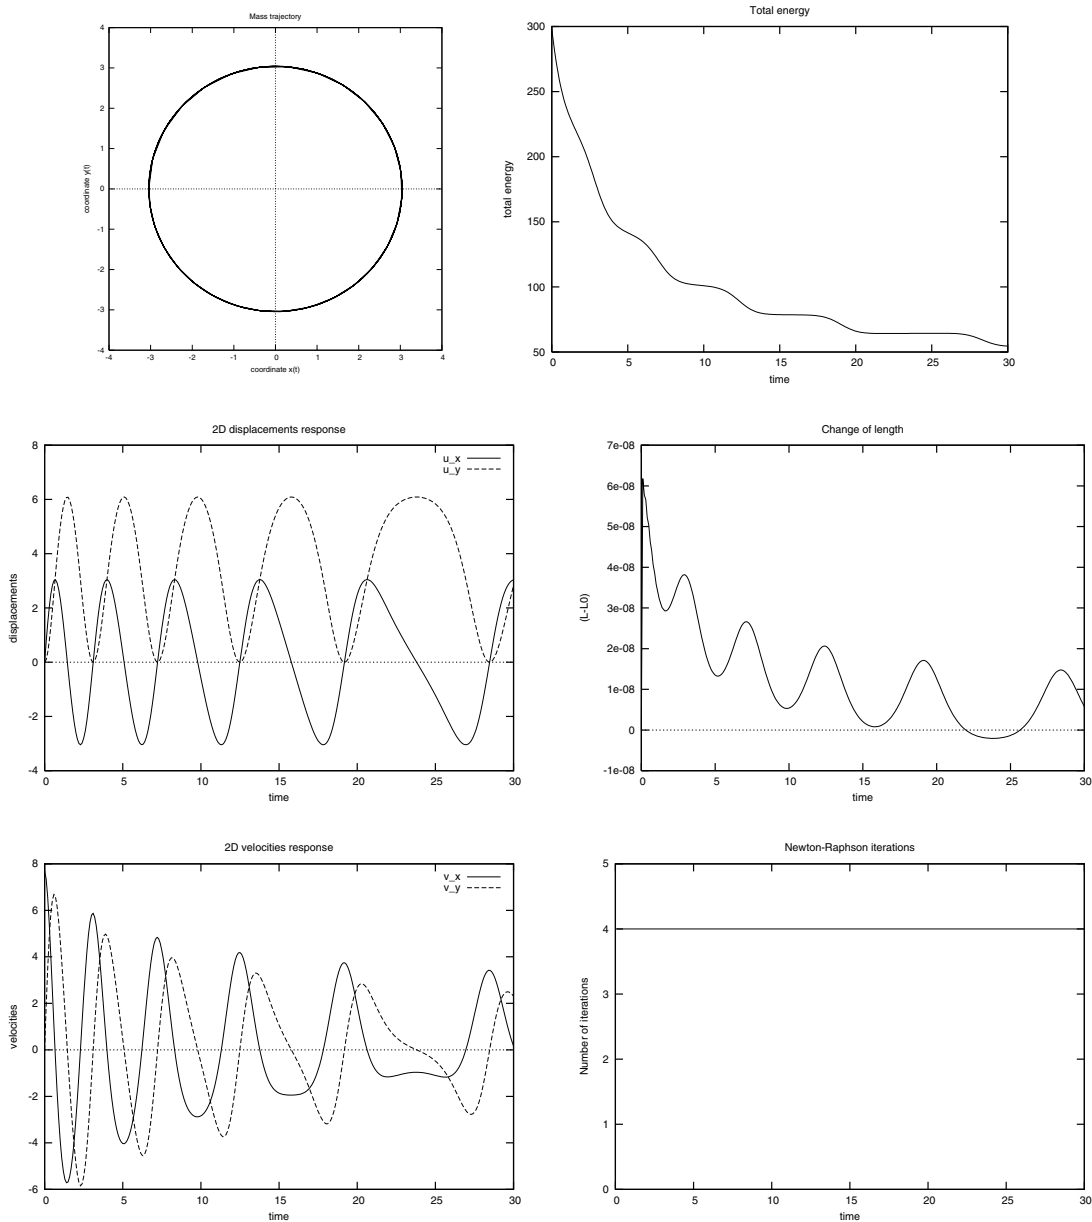 Mass trajectory
4
3
2
1
0
-1
-2
-3
-4
-4 -3 -2 -1 0 1 2 3 4
coordinate y(t)
coordinate x(t)
Total energy
300
250
200
150
100
50
0 5 10 15 20 25 30
total energy
time
2D displacements response
u_x
u_y
8
6
4
2
0
-2
-4
0 5 10 15 20 25 30
displacements
time
Change of length
7e-08
6e-08
5e-08
4e-08
3e-08
2e-08
1e-08
0
-1e-08
0 5 10 15 20 25 30
(L-L0)
time
2D velocities response
v_x
v_y
8
6
4
2
0
-2
-4
-6
0 5 10 15 20 25 30
velocities
time
Newton-Raphson iterations
5
4
3
2
1
0
0 5 10 15 20 25 30
Number of iterations
time